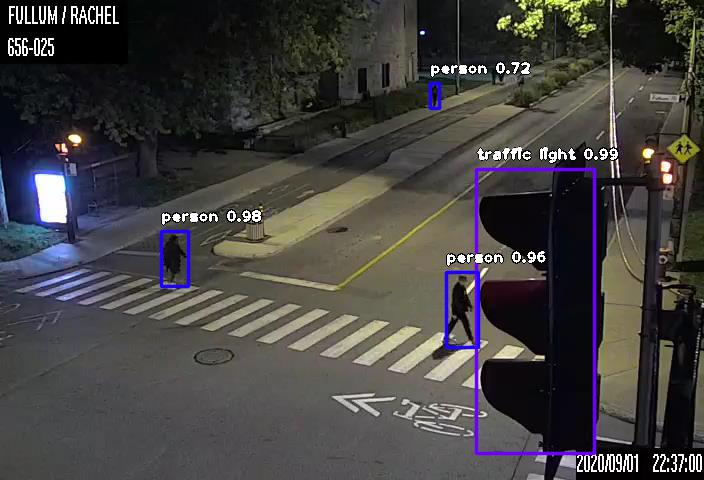 FULLUM / RACHEL
656-025
person 0.72
traffic light 0.99
person 0.98
person 0.96
2020/09/01 22:37:00